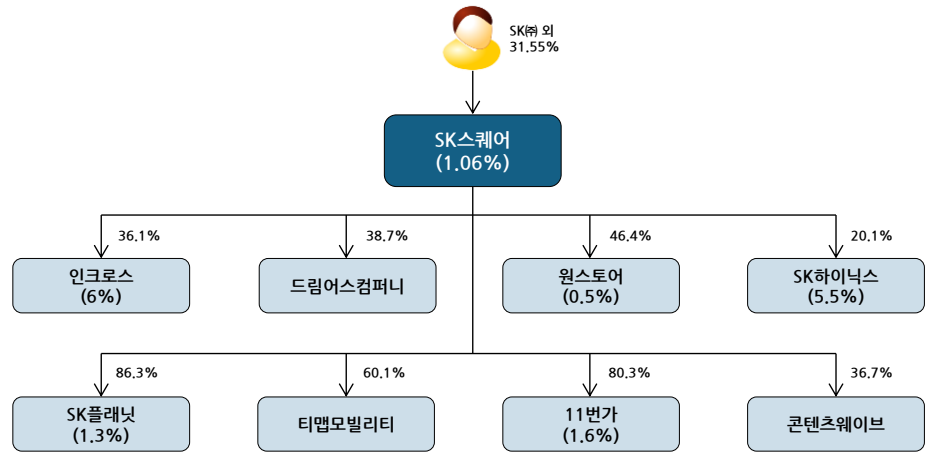 SK㈜ 외
31.55%
SK스퀘어
(1.06%)
36.1%
38.7%
46.4%
20.1%
인크로스
(6%)
드림어스컴퍼니
원스토어
(0.5%)
SK하이닉스
(5.5%)
86.3%
60.1%
80.3%
36.7%
SK플래닛
(1.3%)
티맵모빌리티
11번가
(1.6%)
콘텐츠웨이브